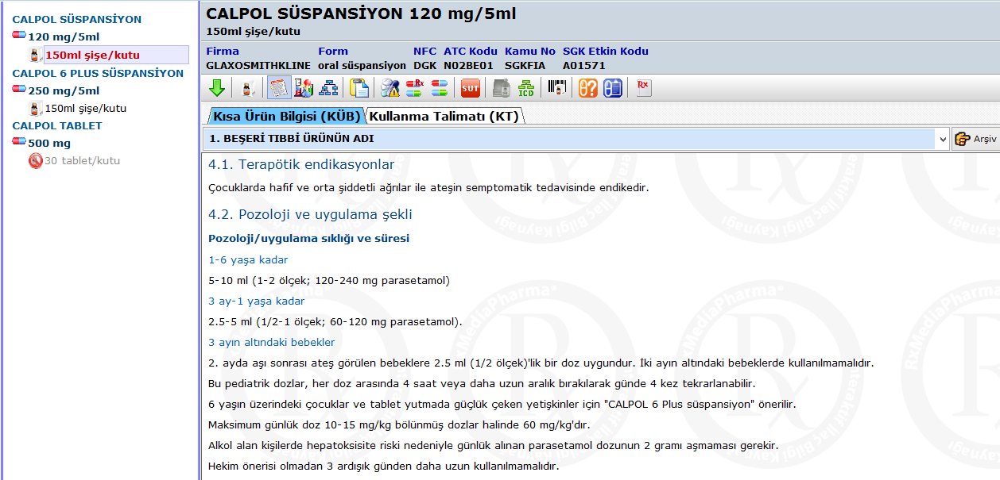 CALPOL SÜSPANSİYON
120 mg/5ml
150ml şişe/kutu
CALPOL 6 PLUS SÜSPANSİYON
250 mg/5ml
150ml şişe/kutu
CALPOL TABLET
500 mg
30 tablet/kutu
CALPOL SÜSPANSİYON 120 mg/5ml
150ml şişe/kutu
Firma Form NFC ATC Kodu Kamu No SGK Etkin Kodu
GLAXOSMITHKLINE oral süspansiyon DGK N02BE01 SGKFIA A01571
Rx SUT ICD Rx
Kısa Ürün Bilgisi (KÜB) Kullanma Talimatı (KT)
1. BEŞERİ TIBBİ ÜRÜNÜN ADI Arşiv
4.1. Terapötik endikasyonlar
Çocuklarda hafif ve orta şiddetli ağrılar ile ateşin semptomatik tedavisinde endikedir.
4.2. Pozoloji ve uygulama şekli
Pozoloji/uygulama sıklığı ve süresi
1-6 yaşa kadar
5-10 ml (1-2 ölçek; 120-240 mg parasetamol)
3 ay-1 yaşa kadar
2.5-5 ml (1/2-1 ölçek; 60-120 mg parasetamol).
3 ayın altındaki bebekler
2. ayda aşı sonrası ateş görülen bebeklere 2.5 ml (1/2 ölçek)'lik bir doz uygundur. İki ayın altındaki bebeklerde kullanılmamalıdır.
Bu pediatrik dozlar, her doz arasında 4 saat veya daha uzun aralık bırakılarak günde 4 kez tekrarlanabilir.
6 yaşın üzerindeki çocuklar ve tablet yutmada güçlük çeken yetişkinler için "CALPOL 6 Plus süspansiyon" önerilir.
Maksimum günlük doz 10-15 mg/kg bölünmüş dozlar halinde 60 mg/kg'dır.
Alkol alan kişilerde hepatoksisite riski nedeniyle günlük alınan parasetamol dozunun 2 gramı aşmaması gerekir.
Hekim önerisi olmadan 3 ardışık günden daha uzun kullanılmamalıdır.